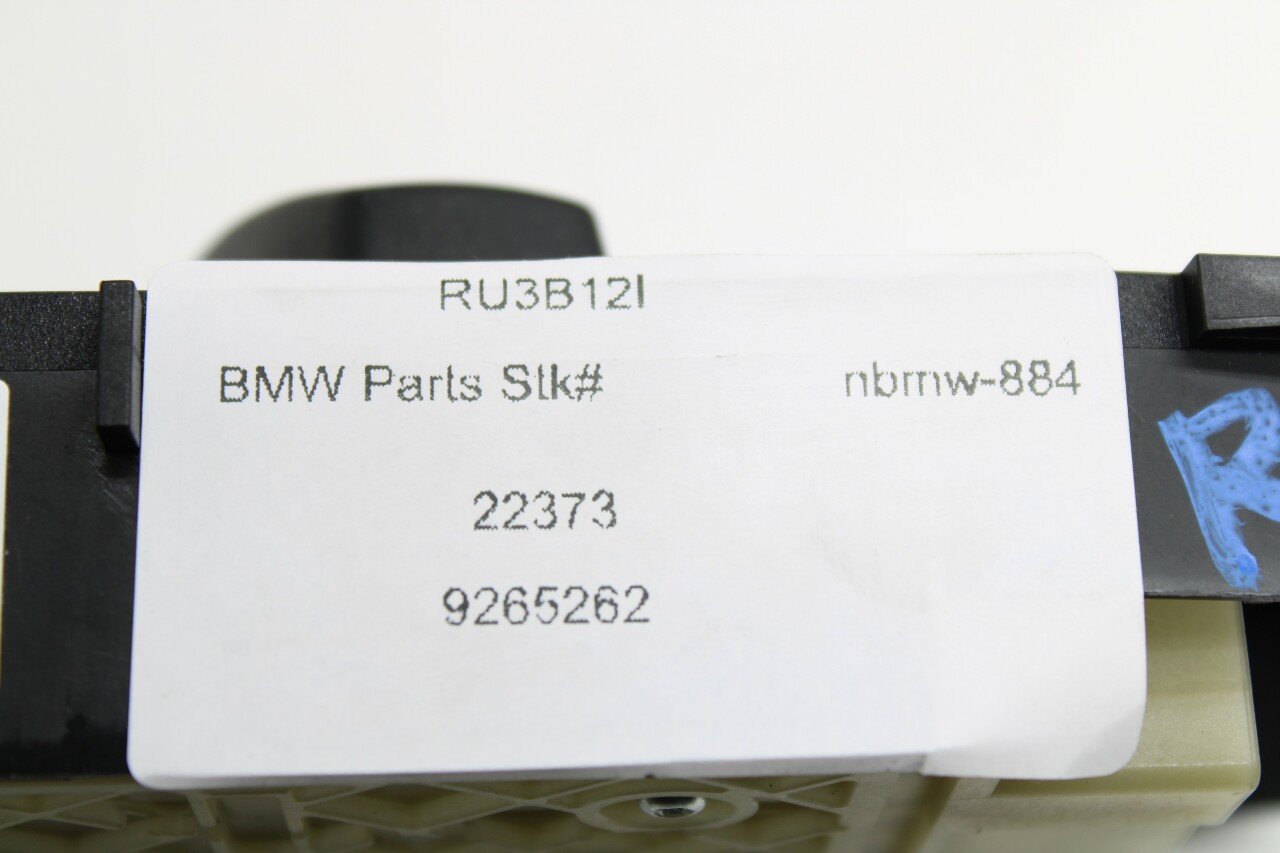 RU3B12I
BMW Parts Stk# nbmw-884
22373
9265262
R